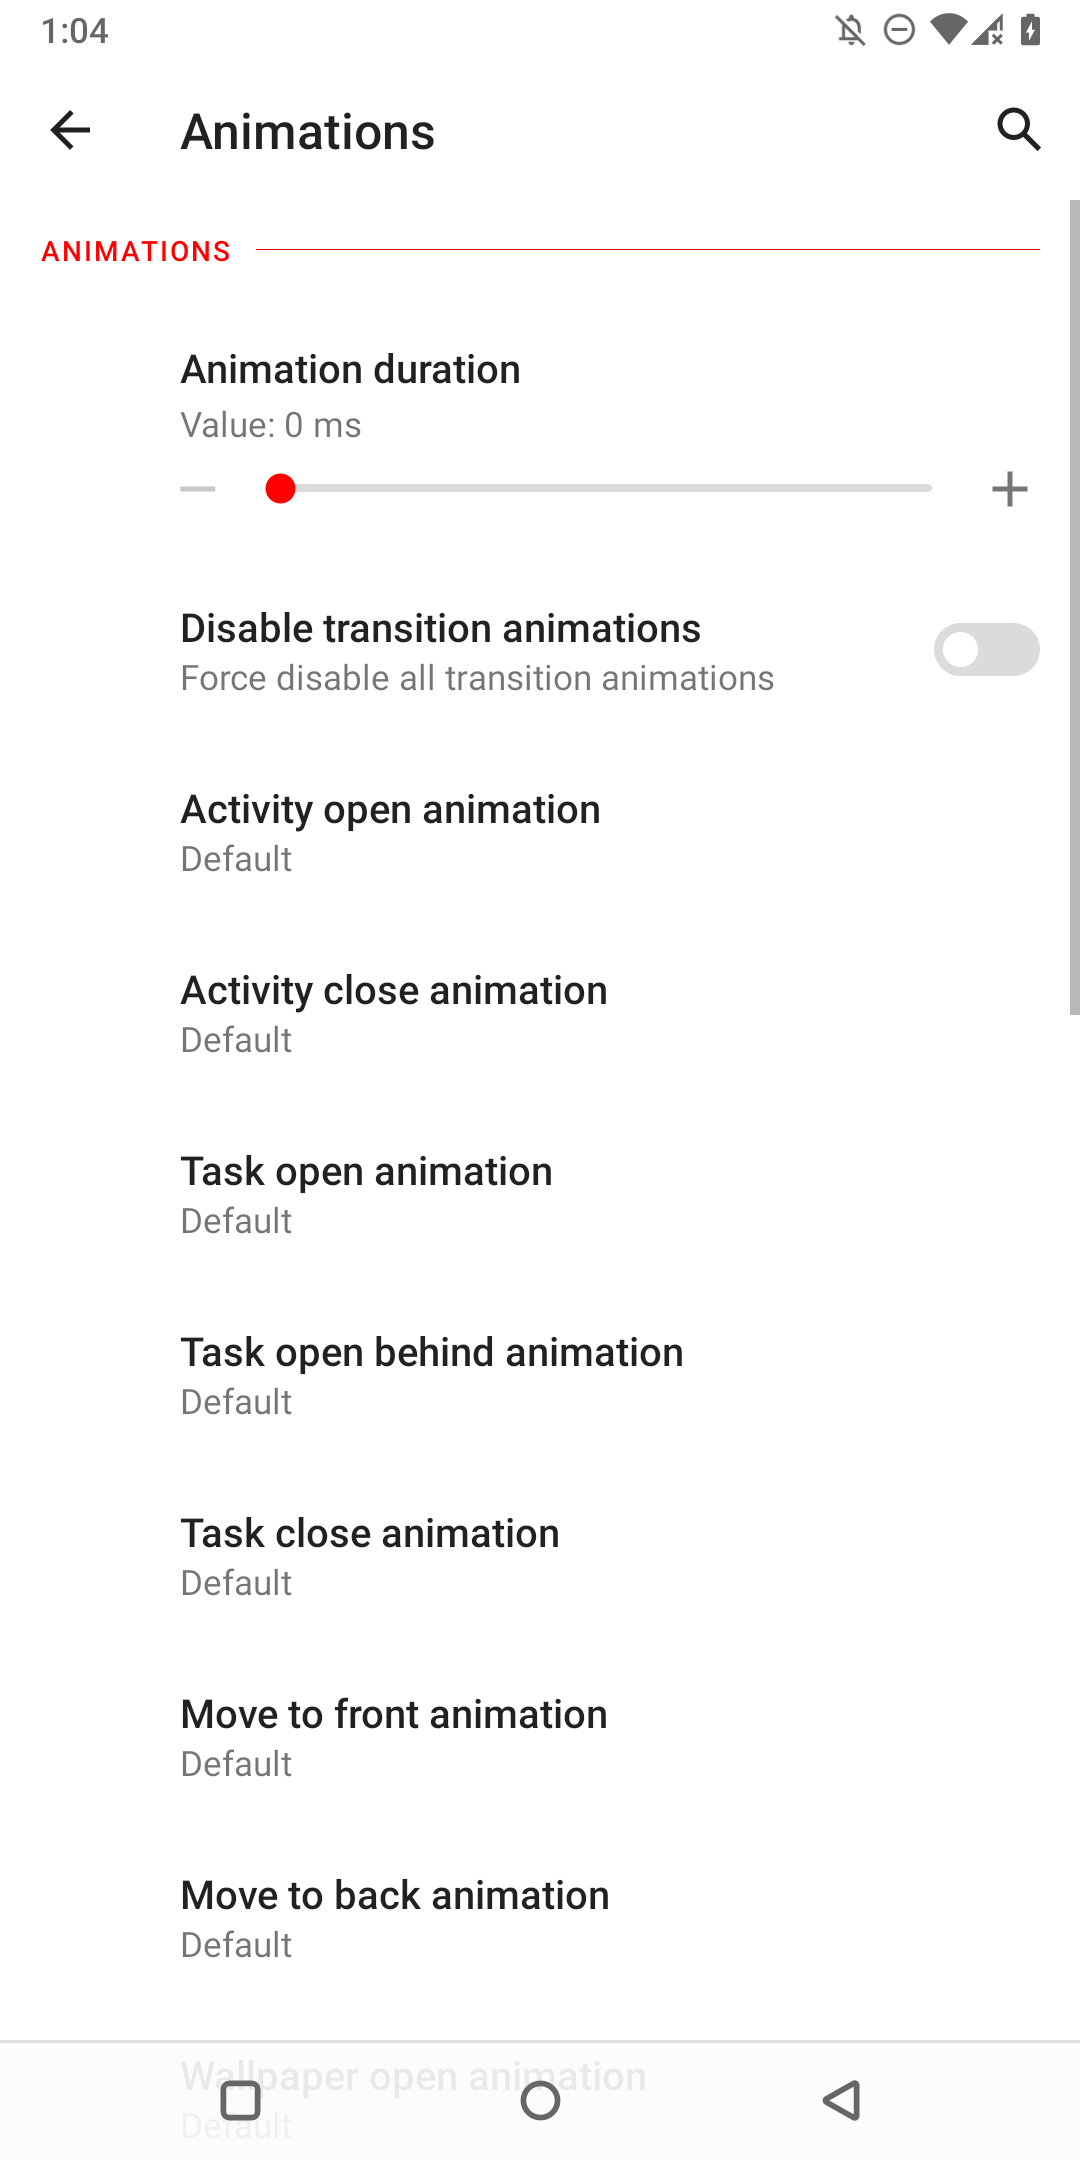 1:04
Animations
ANIMATIONS
Animation duration
Value: 0 ms
Disable transition animations
Force disable all transition animations
Activity open animation
Default
Activity close animation
Default
Task open animation
Default
Task open behind animation
Default
Task close animation
Default
Move to front animation
Default
Move to back animation
Default
Wallpaper open animation
Default